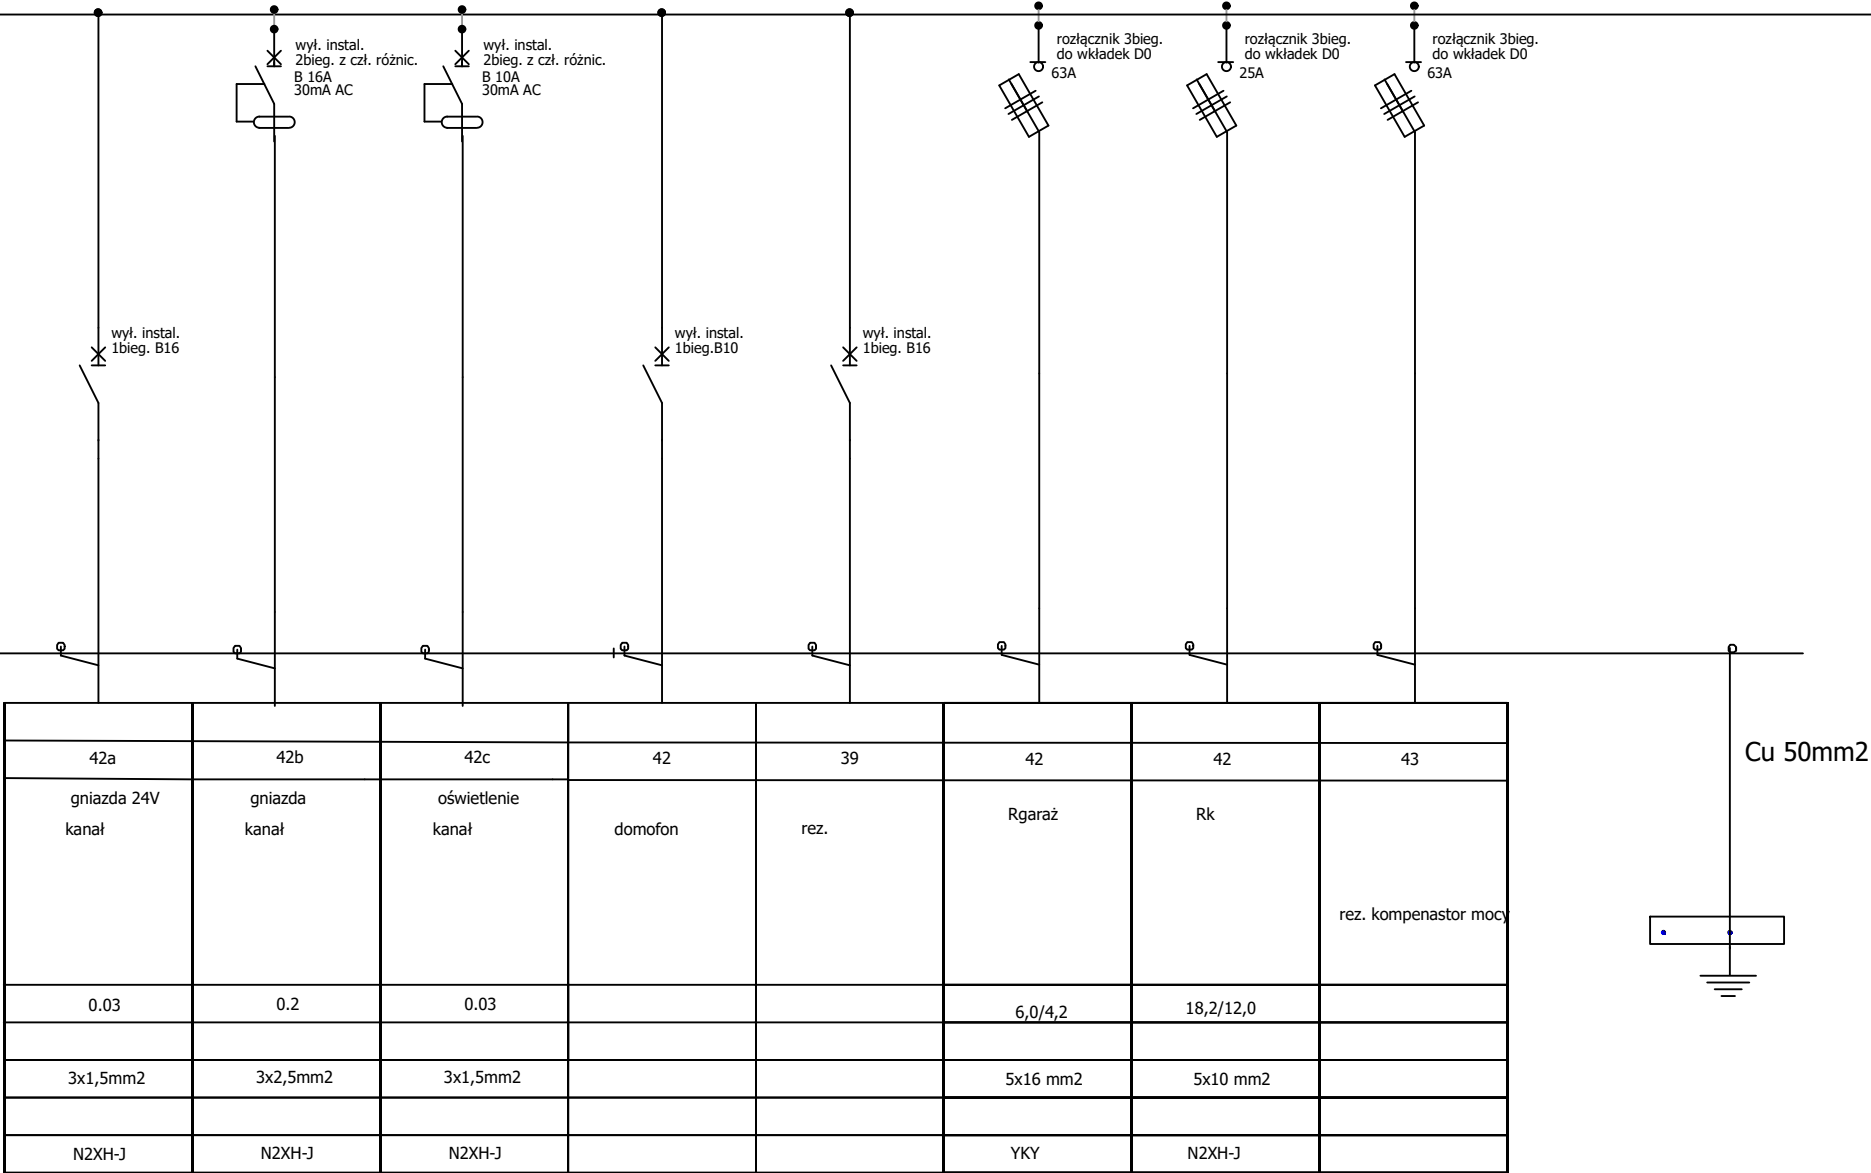 wył. instal.
2bieg. z czł. różnic.
B 16A
30mA AC
wył. instal.
2bieg. z czł. różnic.
B 10A
30mA AC
rozłącznik 3bieg.
do wkładek D0
63A
rozłącznik 3bieg.
do wkładek D0
25A
rozłącznik 3bieg.
do wkładek D0
63A
wył. instal.
1bieg. B16
wył. instal.
1bieg.B10
wył. instal.
1bieg. B16
42a 42b 42c 42 39 42 42 43
gniazda 24V
kanał
gniazda
kanał
oświetlenie
kanał
domofon
rez.
Rgaraż
Rk
rez. kompenastor mocy
0.03 0.2 0.03 6,0/4,2 18,2/12,0
3x1,5mm2 3x2,5mm2 3x1,5mm2 5x16 mm2 5x10 mm2
N2XH-J N2XH-J N2XH-J YKY N2XH-J
Cu 50mm2